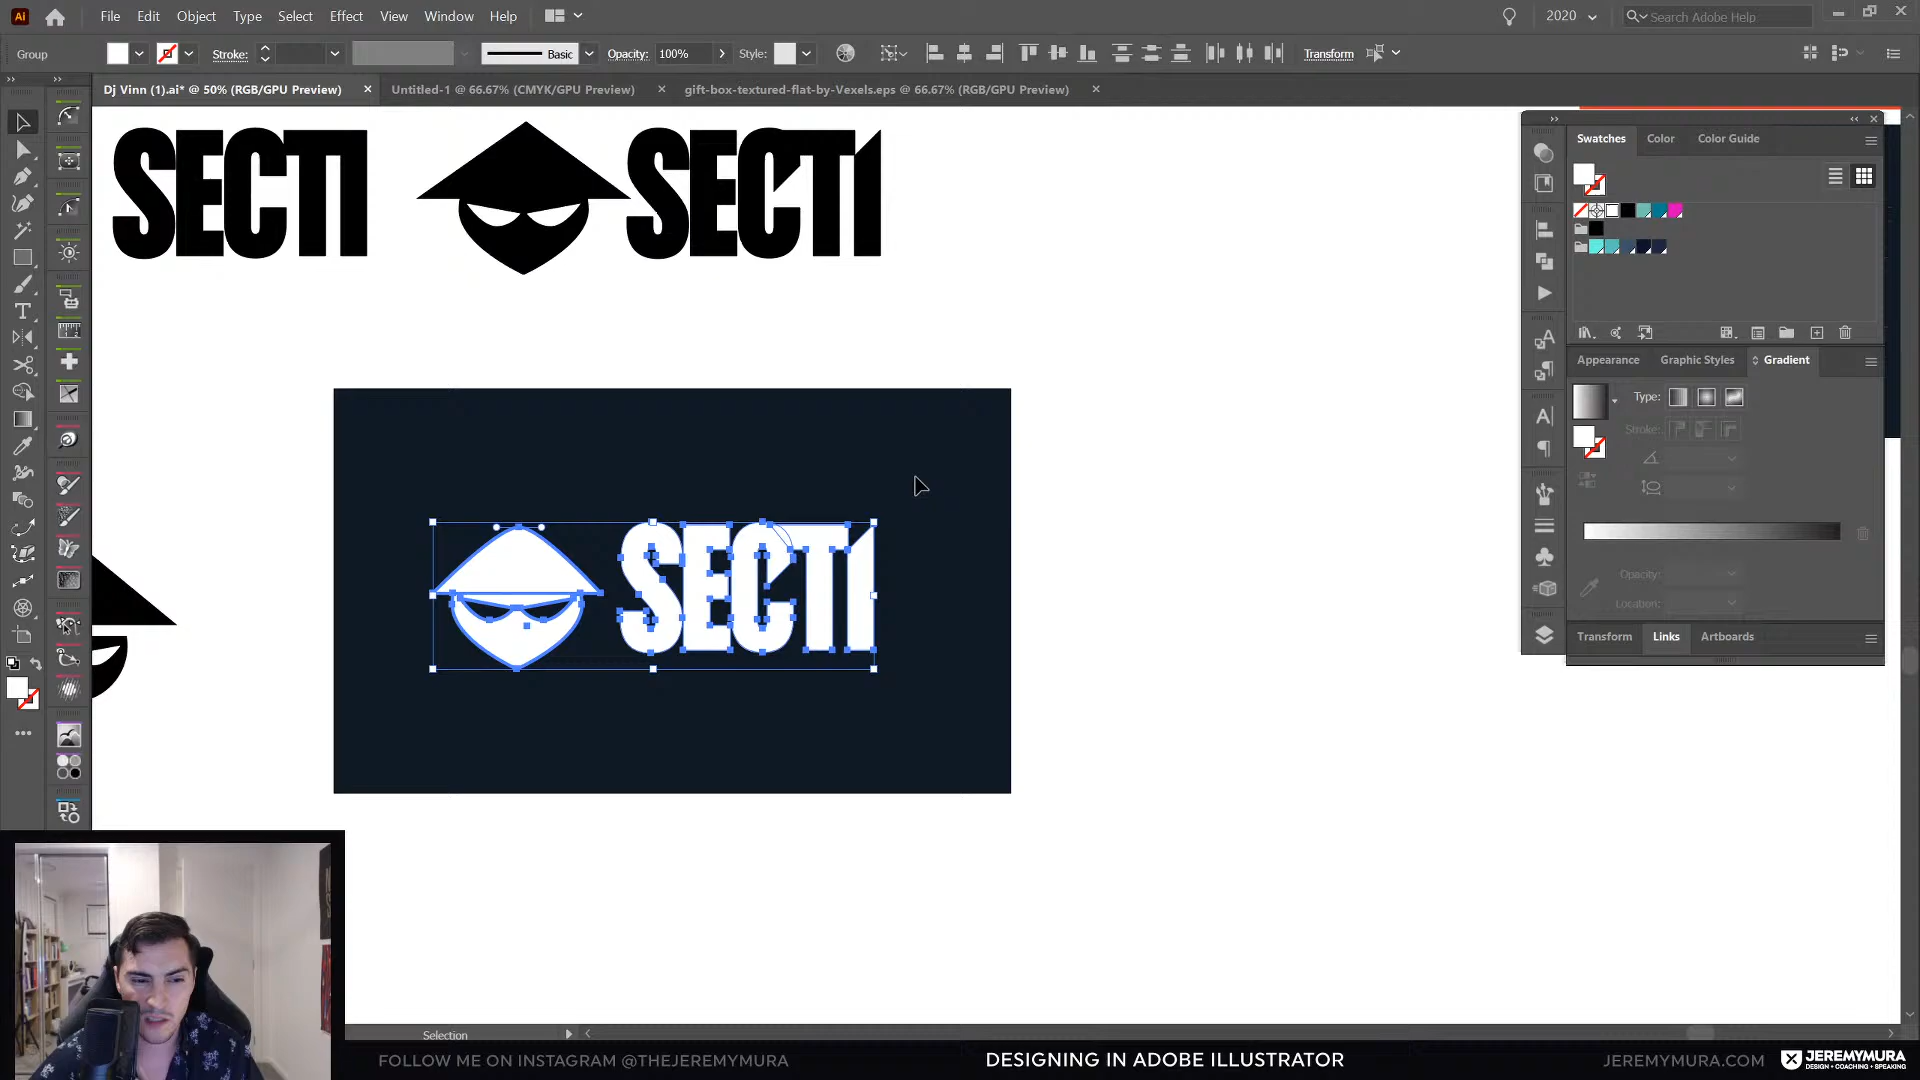 Ai File Edit Object Type Select Effect View Window Help 2020 Search Adobe Help
Group Stroke: Basic Opacity: 100% Style: Transform
Dj Vinn (1).ai* @ 50% (RGB/GPU Preview) Untitled-1 @ 66.67% (CMYK/GPU Preview) gift-box-textured-flat-by-Vexels.eps @ 66.67% (RGB/GPU Preview)
SECTI SECTI
Swatches Color Color Guide
Appearance Graphic Styles Gradient
Type:
Stroke:
SECTI
Opacity:
Location:
Transform Links Artboards
Selection
FOLLOW ME ON INSTAGRAM @THEJEREMYMURA DESIGNING IN ADOBE ILLUSTRATOR JEREMYMURA.COM JEREMYMURA
DESIGN + COACHING + SPEAKING